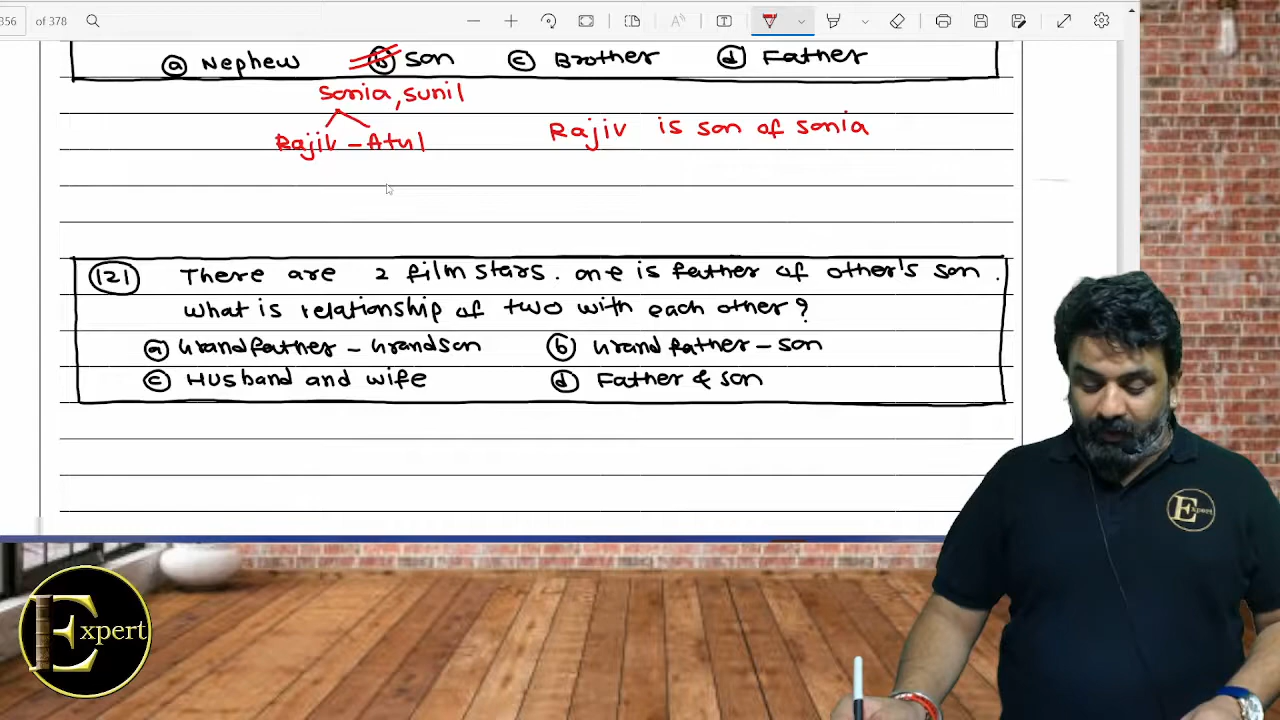 356 of 378
a Nephew b Son c Brother d Father
Sonia, sunil
Rajiv - Atul
Rajiv is son of sonia
121 There are 2 film stars. one is father of other's son.
What is relationship of two with each other?
a Grandfather - Grandson b Grand father - son
c Husband and wife d Father & son
Expert
Expert